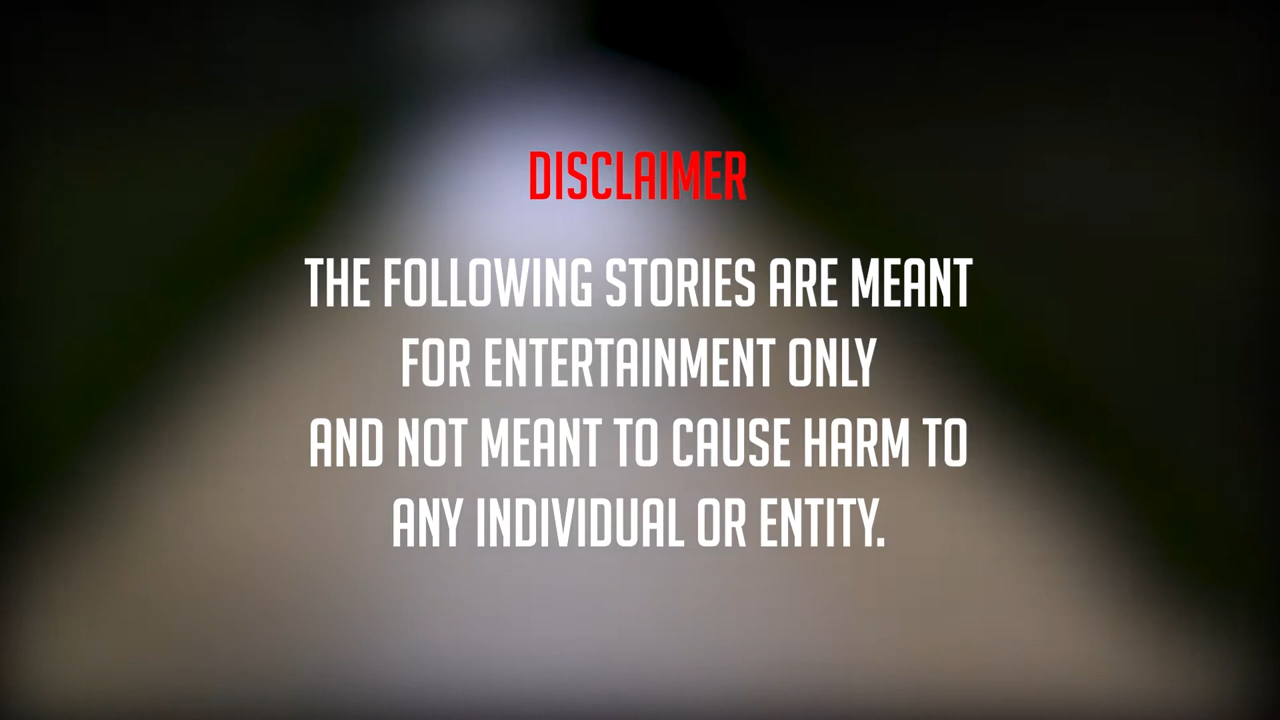 DISCLAIMER
THE FOLLOWING STORIES ARE MEANT
FOR ENTERTAINMENT ONLY
AND NOT MEANT TO CAUSE HARM TO
ANY INDIVIDUAL OR ENTITY.